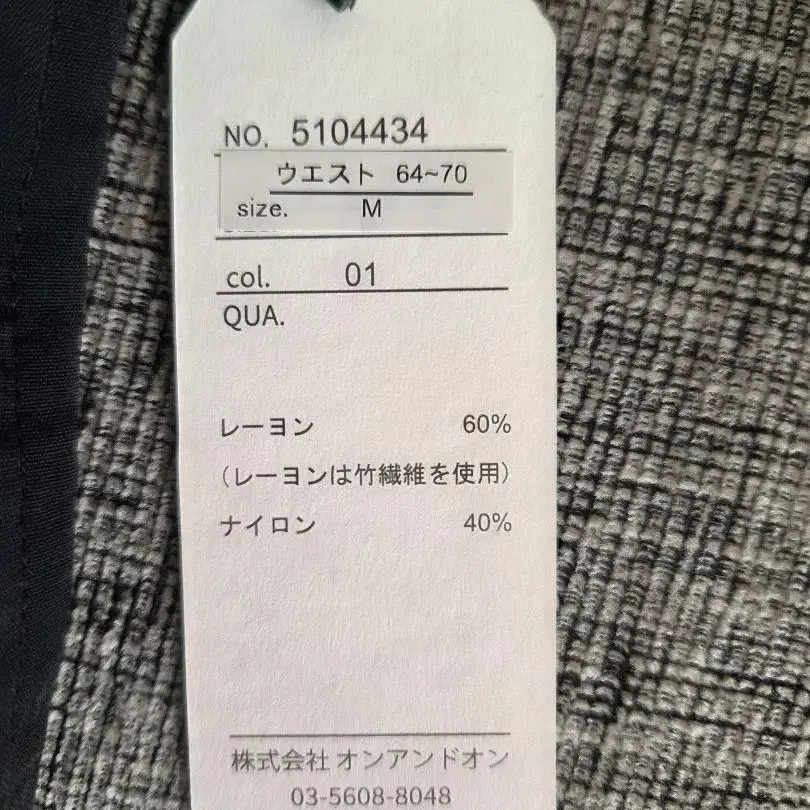 NO. 5104434
ウエスト 64~70
size. M
col. 01
QUA.
レーヨン 60%
(レーヨンは竹繊維を使用)
ナイロン 40%
株式会社 オンアンドオン
03-5608-8048